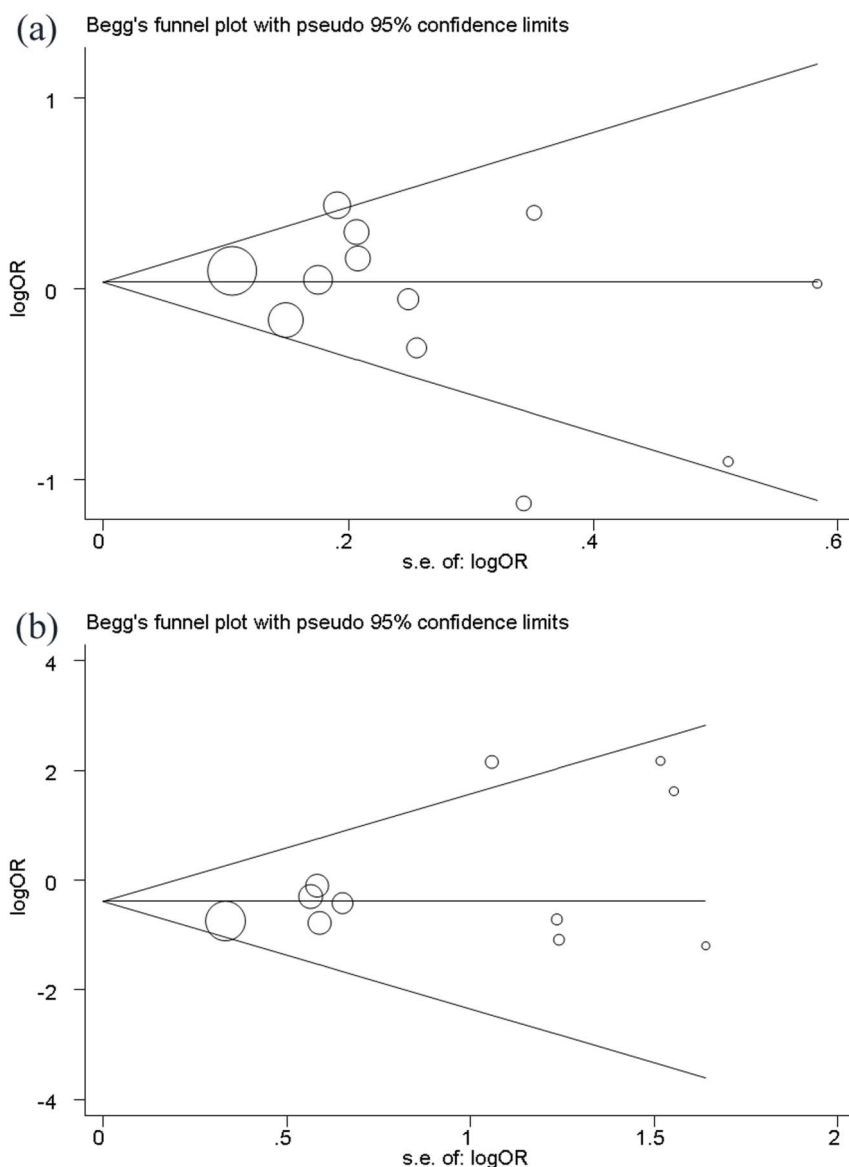 (a) Begg's funnel plot with pseudo 95% confidence limits
1
0
-1
logOR
0 .2 .4 .6
s.e. of: logOR
(b) Begg's funnel plot with pseudo 95% confidence limits
4
2
0
-2
-4
logOR
0 .5 1 1.5 2
s.e. of: logOR